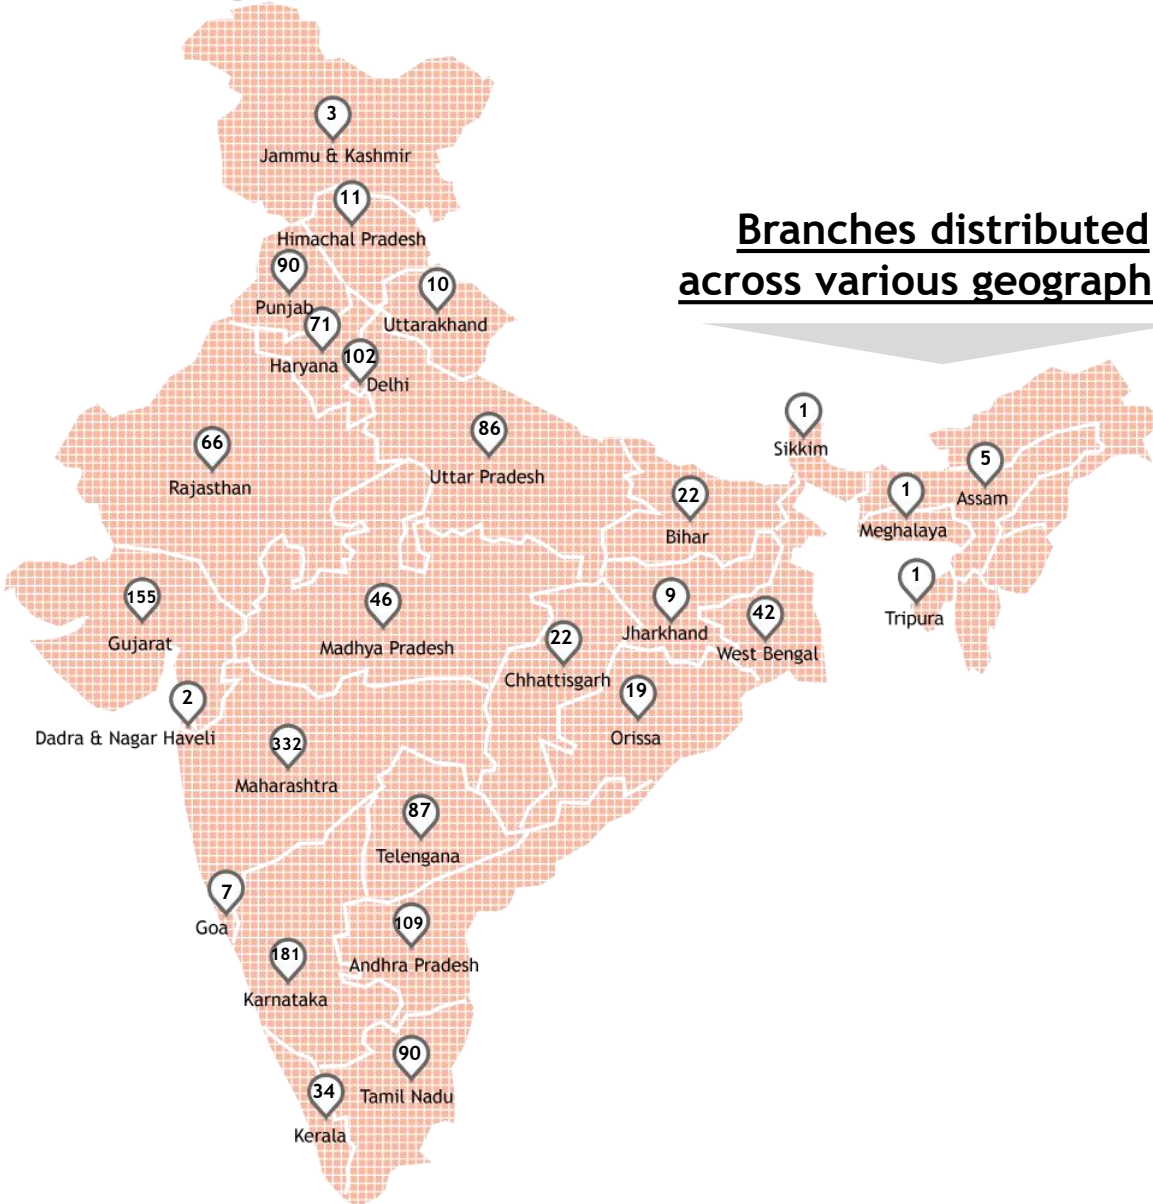 3
Jammu & Kashmir
11
Himachal Pradesh
Branches distributed
across various geograph
90
Punjab
10
Uttarakhand
71
Haryana
102
Delhi
1
Sikkim
86
Uttar Pradesh
66
Rajasthan
5
Assam
22
Bihar
1
Meghalaya
1
Tripura
155
Gujarat
46
Madhya Pradesh
9
Jharkhand
42
West Bengal
22
Chhattisgarh
19
Orissa
2
Dadra & Nagar Haveli
332
Maharashtra
87
Telengana
7
Goa
109
Andhra Pradesh
181
Karnataka
90
Tamil Nadu
34
Kerala